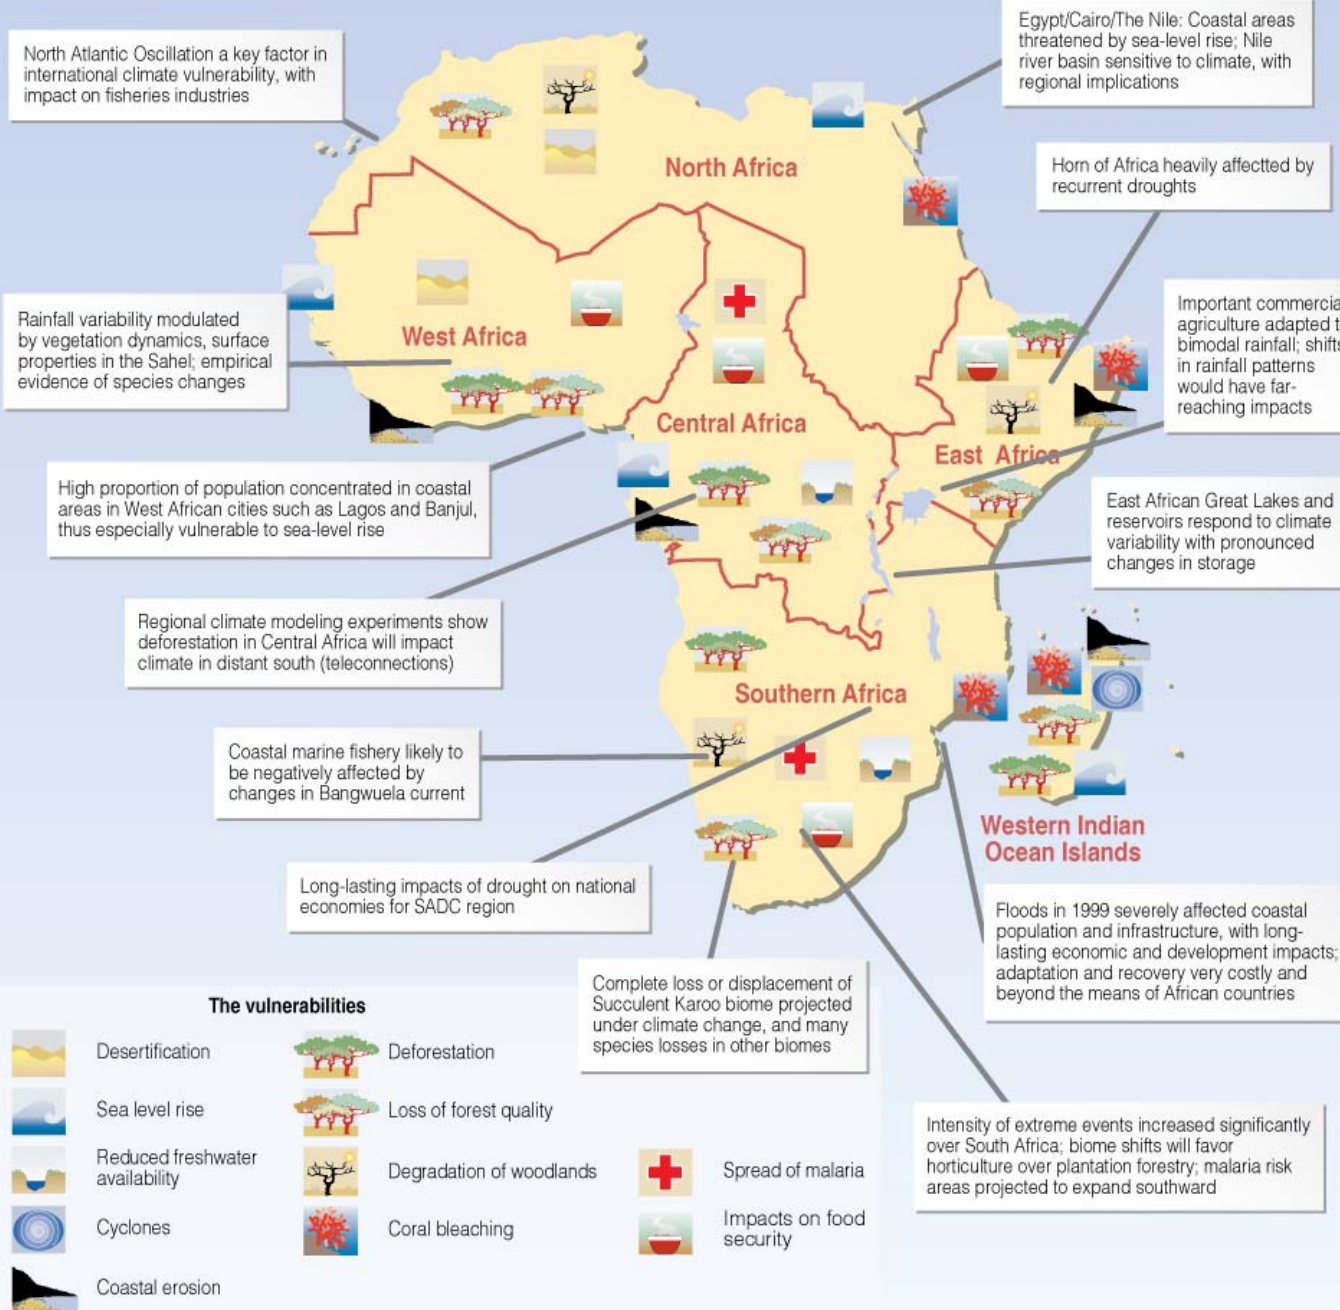 North Atlantic Oscillation a key factor in
international climate vulnerability, with
impact on fisheries industries
Egypt/Cairo/The Nile: Coastal areas
threatened by sea-level rise; Nile
river basin sensitive to climate, with
regional implications
North Africa
Horn of Africa heavily affectted by
recurrent droughts
Rainfall variability modulated
by vegetation dynamics, surface
properties in the Sahel; empirical
evidence of species changes
West Africa
Important commercia
agriculture adapted t
bimodal rainfall; shifts
in rainfall patterns
would have far-
reaching impacts
Central Africa
East Africa
High proportion of population concentrated in coastal
areas in West African cities such as Lagos and Banjul,
thus especially vulnerable to sea-level rise
East African Great Lakes and
reservoirs respond to climate
variability with pronounced
changes in storage
Regional climate modeling experiments show
deforestation in Central Africa will impact
climate in distant south (teleconnections)
Southern Africa
Coastal marine fishery likely to
be negatively affected by
changes in Bangwuela current
Western Indian
Ocean Islands
Long-lasting impacts of drought on national
economies for SADC region
Floods in 1999 severely affected coastal
population and infrastructure, with long-
lasting economic and development impacts;
adaptation and recovery very costly and
beyond the means of African countries
Complete loss or displacement of
Succulent Karoo biome projected
under climate change, and many
species losses in other biomes
Intensity of extreme events increased significantly
over South Africa; biome shifts will favor
horticulture over plantation forestry; malaria risk
areas projected to expand southward
The vulnerabilities
Desertification
Sea level rise
Reduced freshwater
availability
Cyclones
Coastal erosion
Deforestation
Loss of forest quality
Degradation of woodlands
Coral bleaching
Spread of malaria
Impacts on food
security